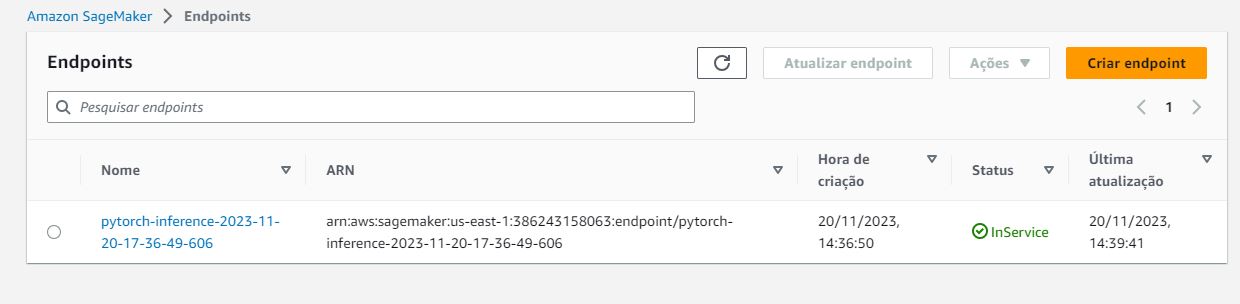 Amazon SageMaker > Endpoints
Endpoints
Atualizar endpoint
Ações
Criar endpoint
Pesquisar endpoints
1
Nome
ARN
Hora de
criação
Status
Última
atualização
pytorch-inference-2023-11-
20-17-36-49-606
arn:aws:sagemaker:us-east-1:386243158063:endpoint/pytorch-
inference-2023-11-20-17-36-49-606
20/11/2023,
14:36:50
InService
20/11/2023,
14:39:41